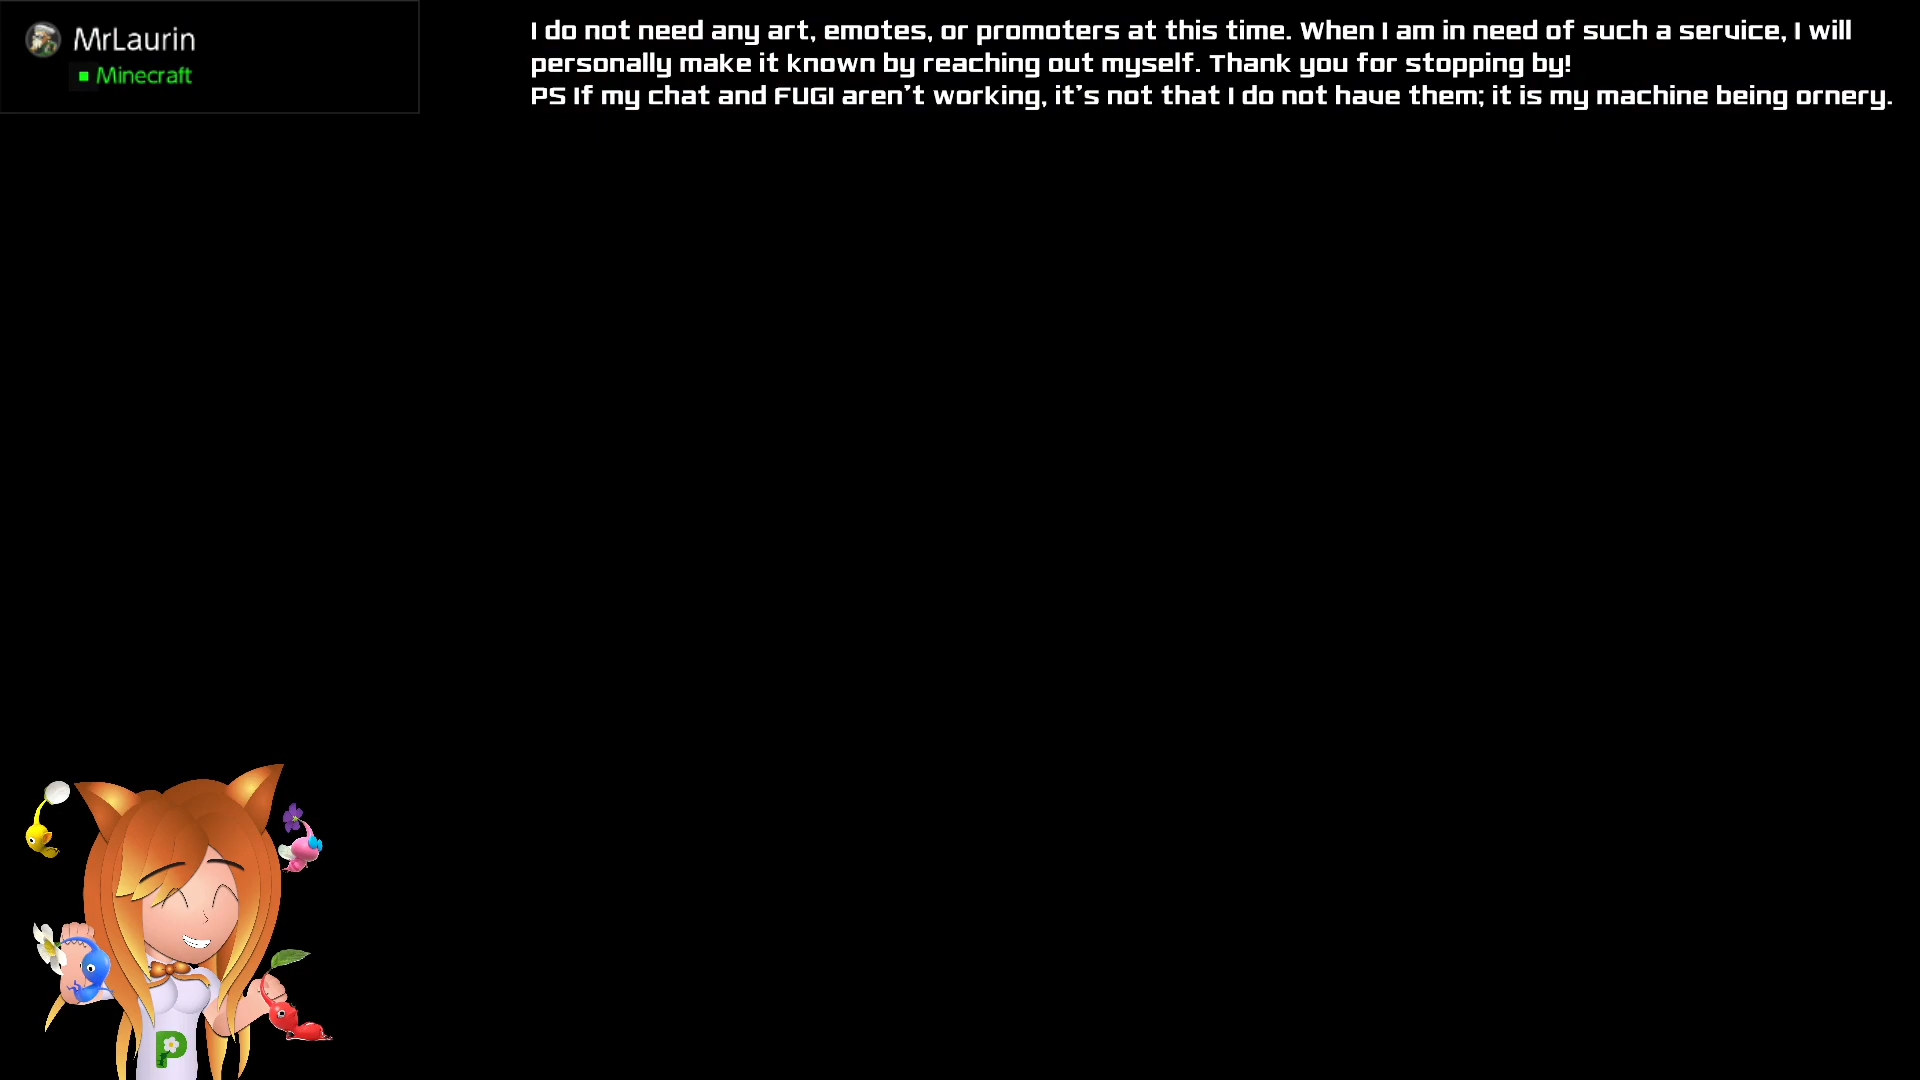 MrLaurin
Minecraft
I do not need any art, emotes, or promoters at this time. When I am in need of such a service, I will
personally make it known by reaching out myself. Thank you for stopping by!
PS If my chat and FUGI aren't working, it's not that I do not have them; it is my machine being ornery.
P